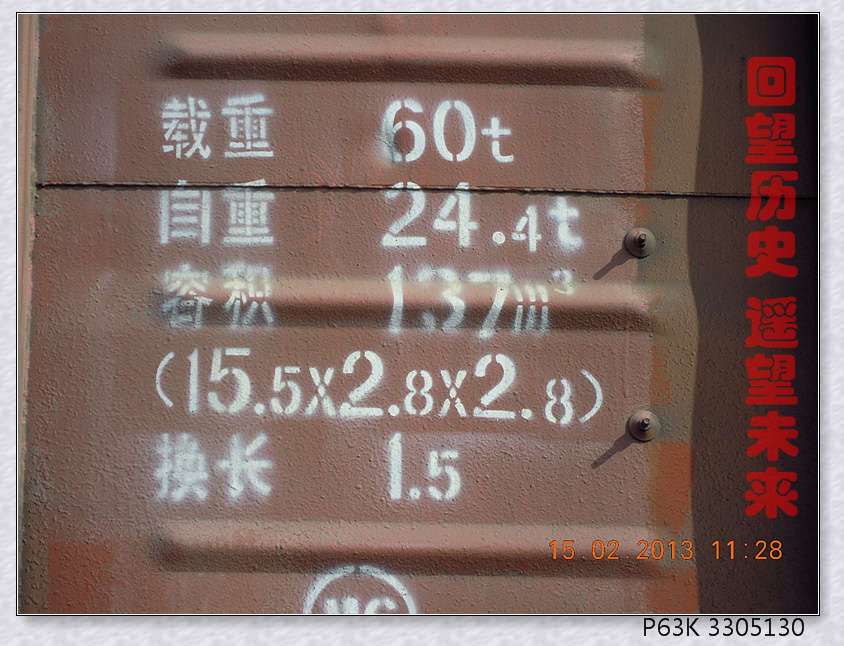 载重 60t
自重 24.4t
容积 137m³
(15.5x2.8x2.8)
换长 1.5
MC
回望历史 遥望未来
15.02.2013 11:28
P63K 3305130